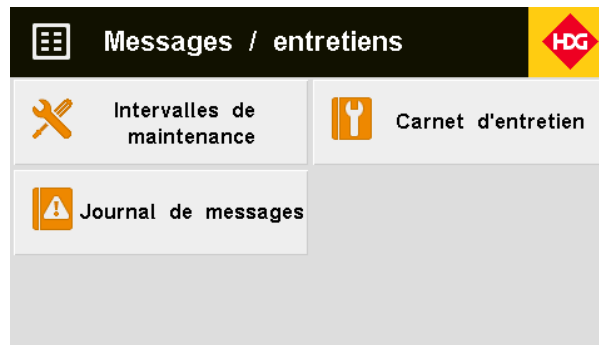 Messages / entretiens
HDG
Intervalles de
maintenance
Carnet d'entretien
Journal de messages